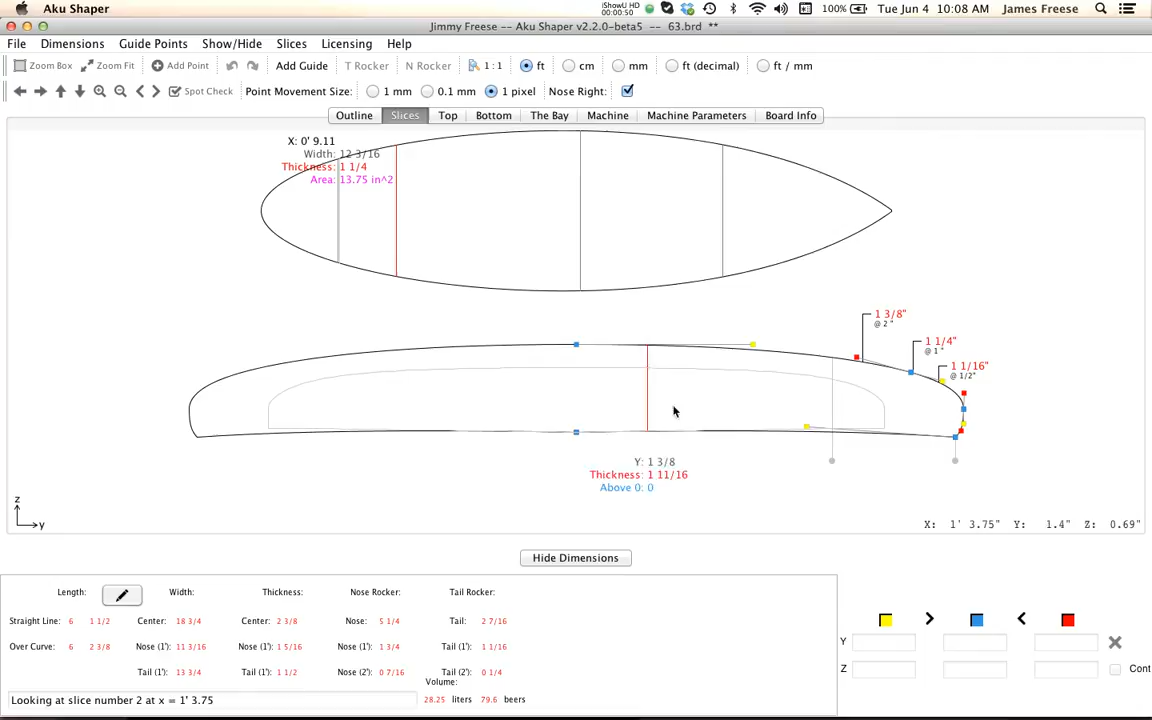 Aku Shaper
iShowU HD
00:00:50
100%
Tue Jun 4 10:08 AM
James Freese
Jimmy Freese -- Aku Shaper v2.2.0-beta5 -- 63.brd **
File Dimensions Guide Points Show/Hide Slices Licensing Help
Zoom Box Zoom Fit Add Point Add Guide T Rocker N Rocker 1 : 1 ft cm mm ft (decimal) ft / mm
Spot Check Point Movement Size: 1 mm 0.1 mm 1 pixel Nose Right:
Outline Slices Top Bottom The Bay Machine Machine Parameters Board Info
X: 0' 9.11
Width: 12 3/16
Thickness: 1 1/4
Area: 13.75 in^2
1 3/8"
@ 2 "
1 1/4"
@ 1 "
1 1/16"
@ 1/2"
Y: 1 3/8
Thickness: 1 11/16
Above 0: 0
z
y
X: 1' 3.75" Y: 1.4" Z: 0.69"
Hide Dimensions
Length: Width: Thickness: Nose Rocker: Tail Rocker:
Straight Line: 6 1 1/2 Center: 18 3/4 Center: 2 3/8 Nose: 5 1/4 Tail: 2 7/16
Over Curve: 6 2 3/8 Nose (1'): 11 3/16 Nose (1'): 1 5/16 Nose (1'): 1 3/4 Tail (1'): 1 1/16
Tail (1'): 13 3/4 Tail (1'): 1 1/2 Nose (2'): 0 7/16 Tail (2'): 0 1/4
Volume:
Looking at slice number 2 at x = 1' 3.75 28.25 liters 79.6 beers
Y
Z Cont